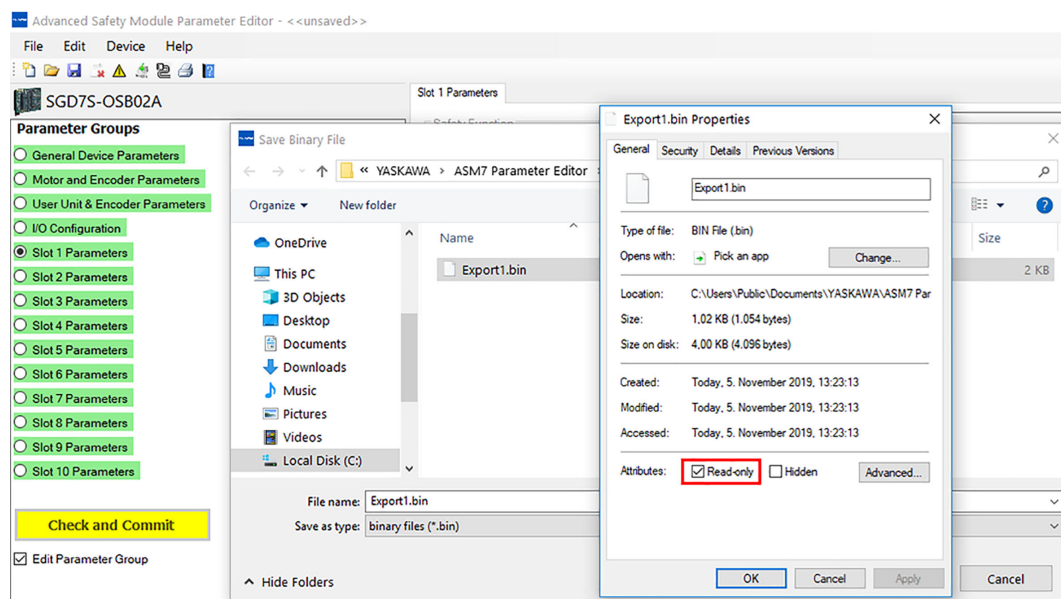 Advanced Safety Module Parameter Editor - <<unsaved>>
File Edit Device Help
SGD7S-OSB02A
Slot 1 Parameters
Parameter Groups
General Device Parameters
Motor and Encoder Parameters
User Unit & Encoder Parameters
I/O Configuration
Slot 1 Parameters
Slot 2 Parameters
Slot 3 Parameters
Slot 4 Parameters
Slot 5 Parameters
Slot 6 Parameters
Slot 7 Parameters
Slot 8 Parameters
Slot 9 Parameters
Slot 10 Parameters
Check and Commit
Edit Parameter Group
Safety Function
Save Binary File
« YASKAWA > ASM7 Parameter Editor
Organize New folder
OneDrive
This PC
3D Objects
Desktop
Documents
Downloads
Music
Pictures
Videos
Local Disk (C:)
Name Size
Export1.bin 2 KB
File name: Export1.bin
Save as type: binary files (*.bin)
Hide Folders
Cancel
Export1.bin Properties
General Security Details Previous Versions
Export1.bin
Type of file: BIN File (.bin)
Opens with: Pick an app Change...
Location: C:\Users\Public\Documents\YASKAWA\ASM7 Par
Size: 1,02 KB (1.054 bytes)
Size on disk: 4,00 KB (4.096 bytes)
Created: Today, 5. November 2019, 13:23:13
Modified: Today, 5. November 2019, 13:23:13
Accessed: Today, 5. November 2019, 13:23:13
Attributes: Read-only Hidden Advanced...
OK Cancel Apply